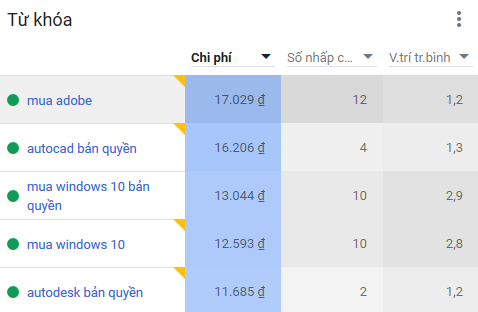 Từ khóa
Chi phí Số nhấp c... V.trí tr.bình
mua adobe 17.029 ₫ 12 1,2
autocad bản quyền 16.206 ₫ 4 1,3
mua windows 10 bản
quyền 13.044 ₫ 10 2,9
mua windows 10 12.593 ₫ 10 2,8
autodesk bản quyền 11.685 ₫ 2 1,2